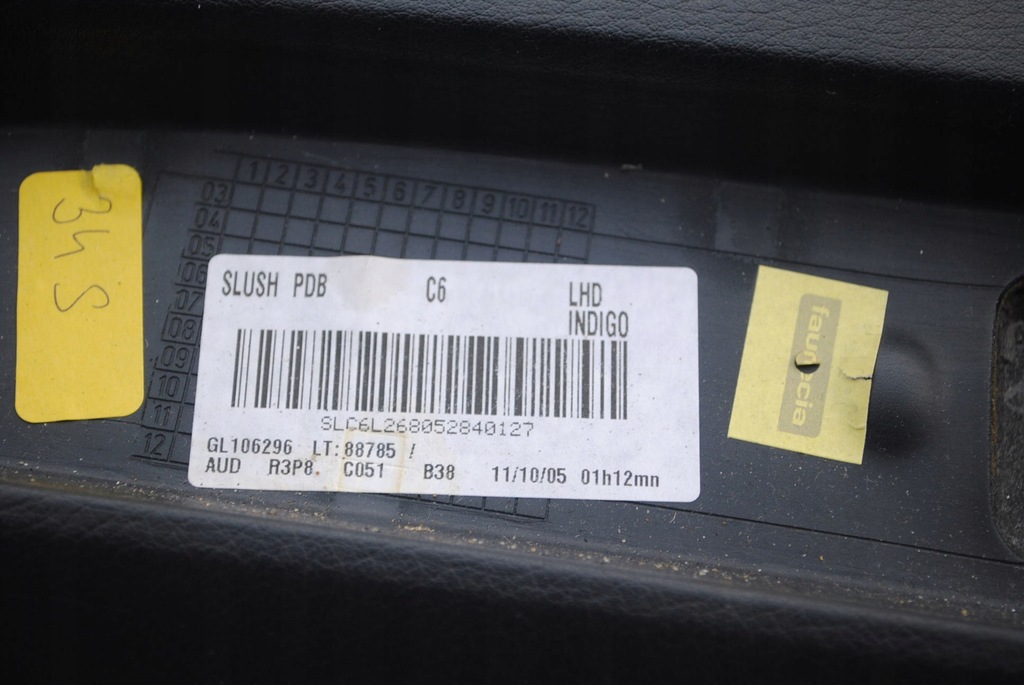 34 S
1 2 3 4 5 6 7 8 9 10 11 12
03
04
05
06
07
08
09
10
11
12
SLUSH PDB C6 LHD
INDIGO
SLC6L268052840127
GL106296 LT:88785 /
AUD R3P8. C051 B38 11/10/05 01h12mn
faurecia